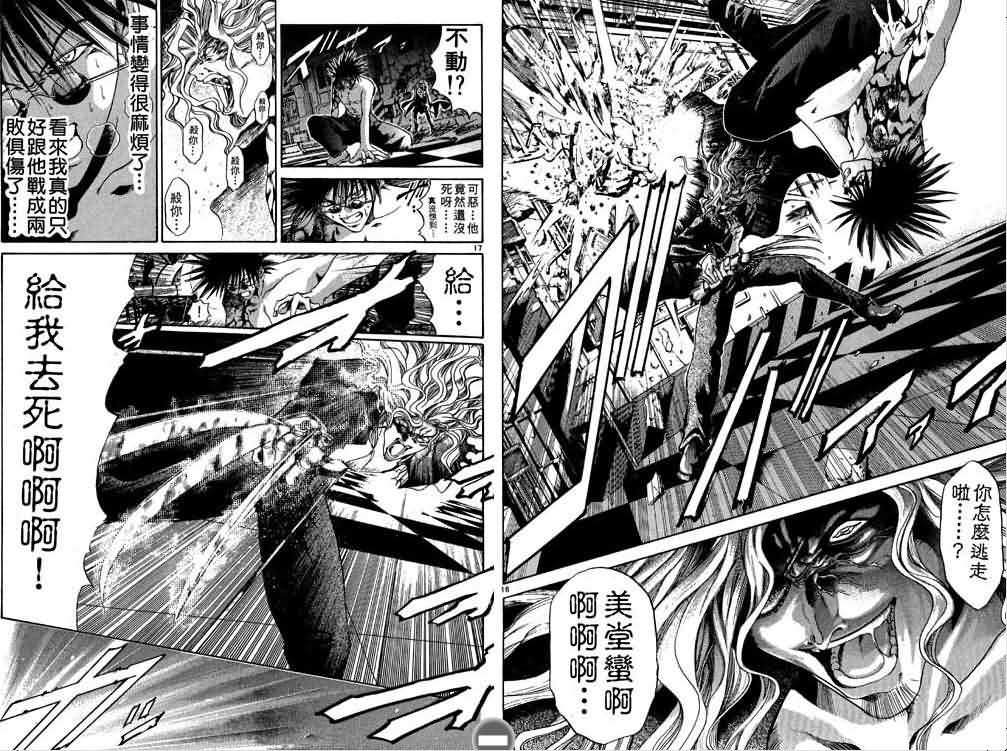 你怎麼逃走
啦……？
美堂蠻啊
啊啊啊…
16
不動!?
可惡…他
竟然還沒
死呀……
17
殺你…
殺你…
殺你…
殺你…
殺你…
事情變得很麻煩了…
看來我真的只
好跟他戰成兩
敗俱傷了……
給…
給我去死啊啊啊！